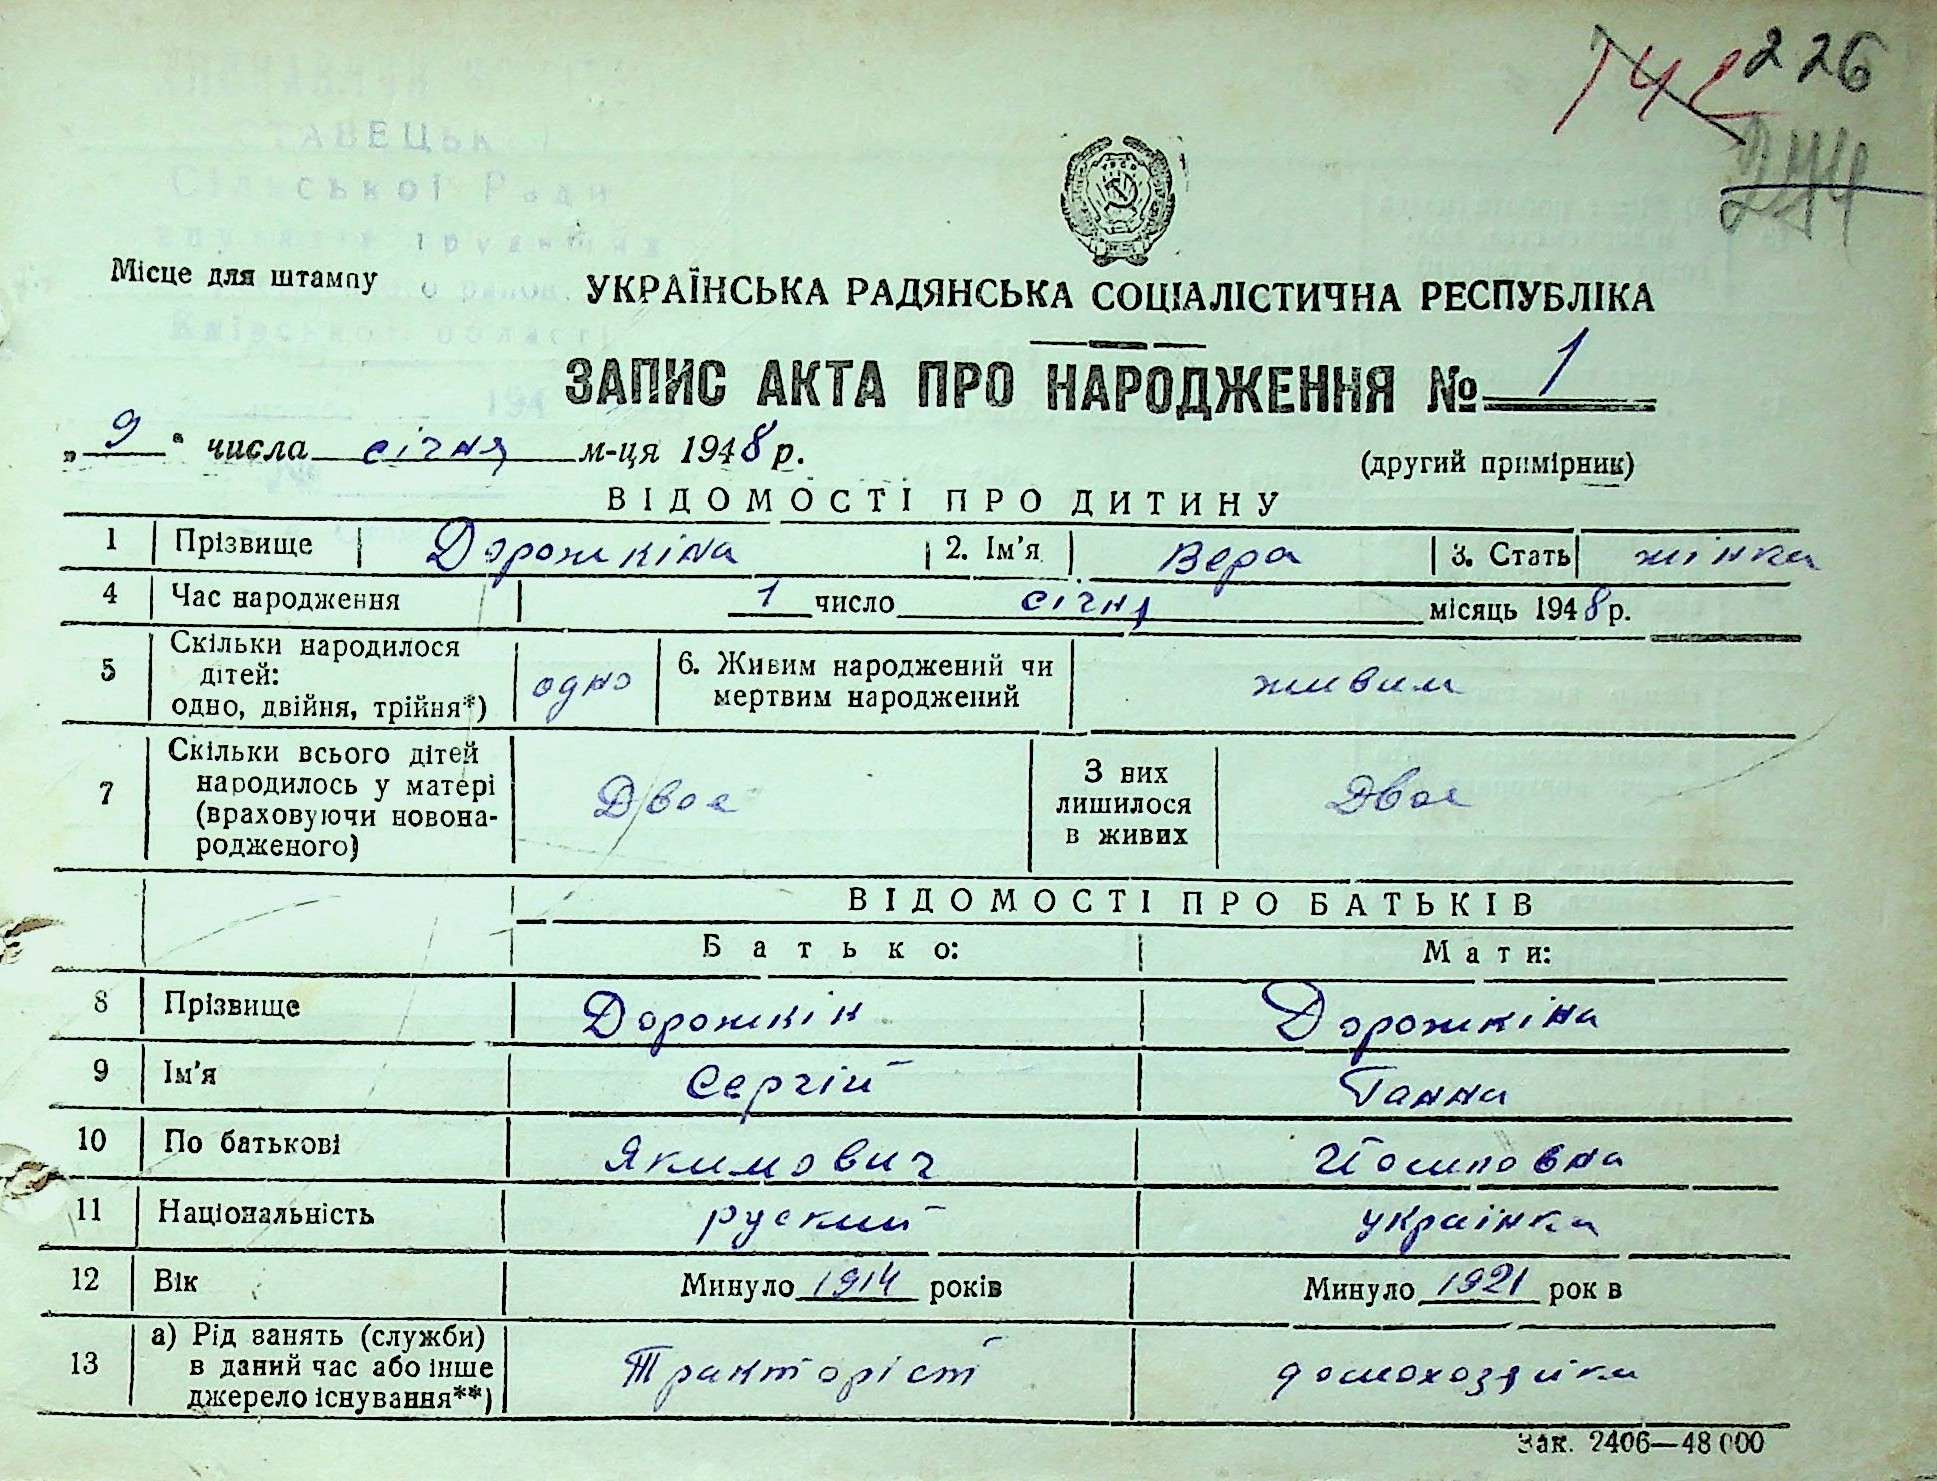 226
244
Місце для штампу
УКРАЇНСЬКА РАДЯНСЬКА СОЦІАЛІСТИЧНА РЕСПУБЛІКА
ЗАПИС АКТА ПРО НАРОДЖЕННЯ № 1
„9“ числа січня м-ця 1948 р.
(другий примірник)
ВІДОМОСТІ ПРО ДИТИНУ
1 Прізвище Дорожкіна 2. Ім'я Вера 3. Стать жінка
4 Час народження 1 число січня місяць 1948 р.
5 Скільки народилося дітей: одно, двійня, трійня*) одно 6. Живим народжений чи мертвим народжений живим
7 Скільки всього дітей народилось у матері (враховуючи новонародженого) Двоє З них лишилося в живих Двоє
ВІДОМОСТІ ПРО БАТЬКІВ
Батько: Мати:
8 Прізвище Дорожкін Дорожкіна
9 Ім'я Сергій Ганна
10 По батькові Якимович Йосиповна
11 Національність руский українка
12 Вік Минуло 1914 років Минуло 1921 рок в
13 а) Рід занять (служби) в даний час або інше джерело існування**) Тракторіст домохозяйка
Зак. 2406—48000